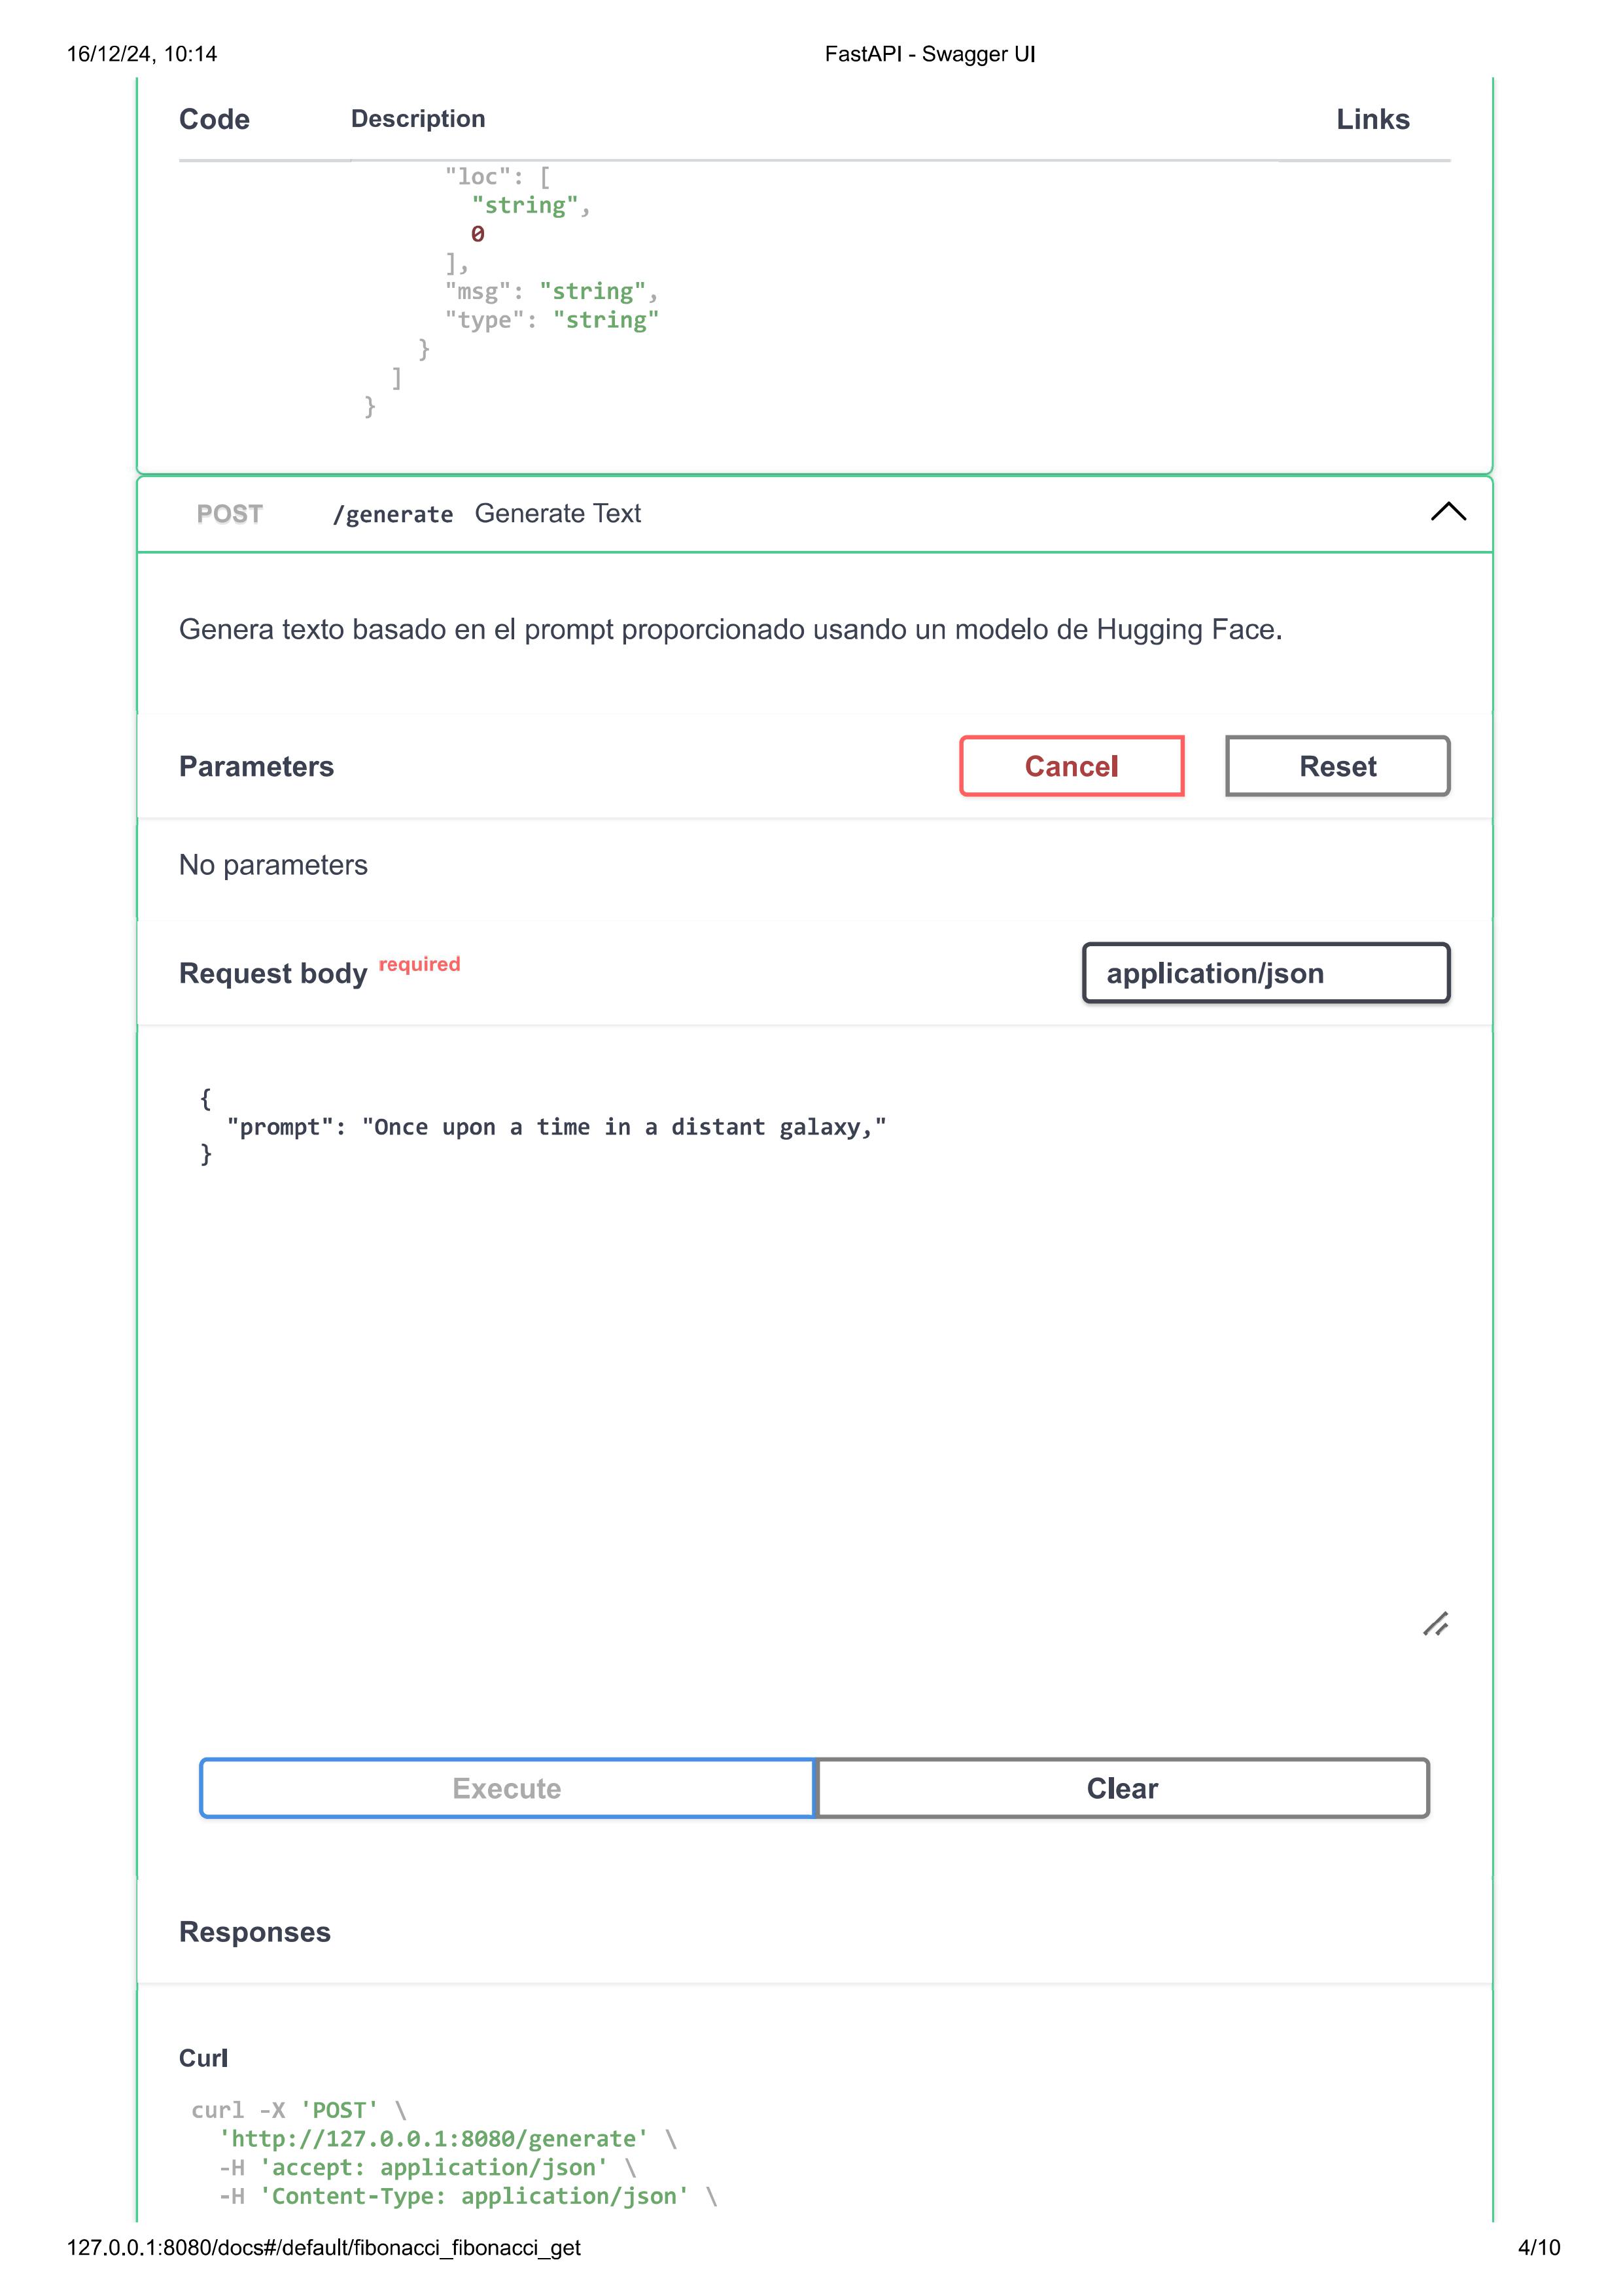 16/12/24, 10:14 FastAPI - Swagger UI
Code Description Links
"loc": [
"string",
0
],
"msg": "string",
"type": "string"
}
]
}
POST /generate Generate Text
Genera texto basado en el prompt proporcionado usando un modelo de Hugging Face.
Parameters Cancel Reset
No parameters
Request body required application/json
{
"prompt": "Once upon a time in a distant galaxy,"
}
Execute Clear
Responses
Curl
curl -X 'POST' \
'http://127.0.0.1:8080/generate' \
-H 'accept: application/json' \
-H 'Content-Type: application/json' \
127.0.0.1:8080/docs#/default/fibonacci_fibonacci_get 4/10